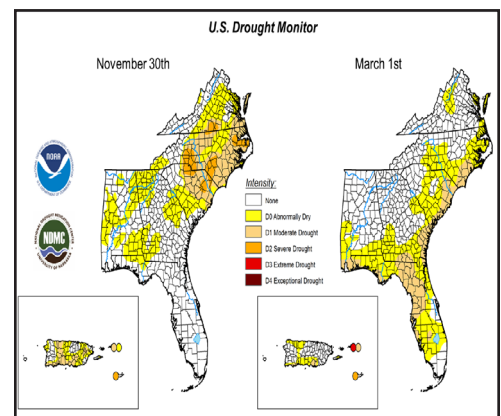 U.S. Drought Monitor
November 30th
March 1st
NOAA
NDMC
Intensity:
None
D0 Abnormally Dry
D1 Moderate Drought
D2 Severe Drought
D3 Extreme Drought
D4 Exceptional Drought